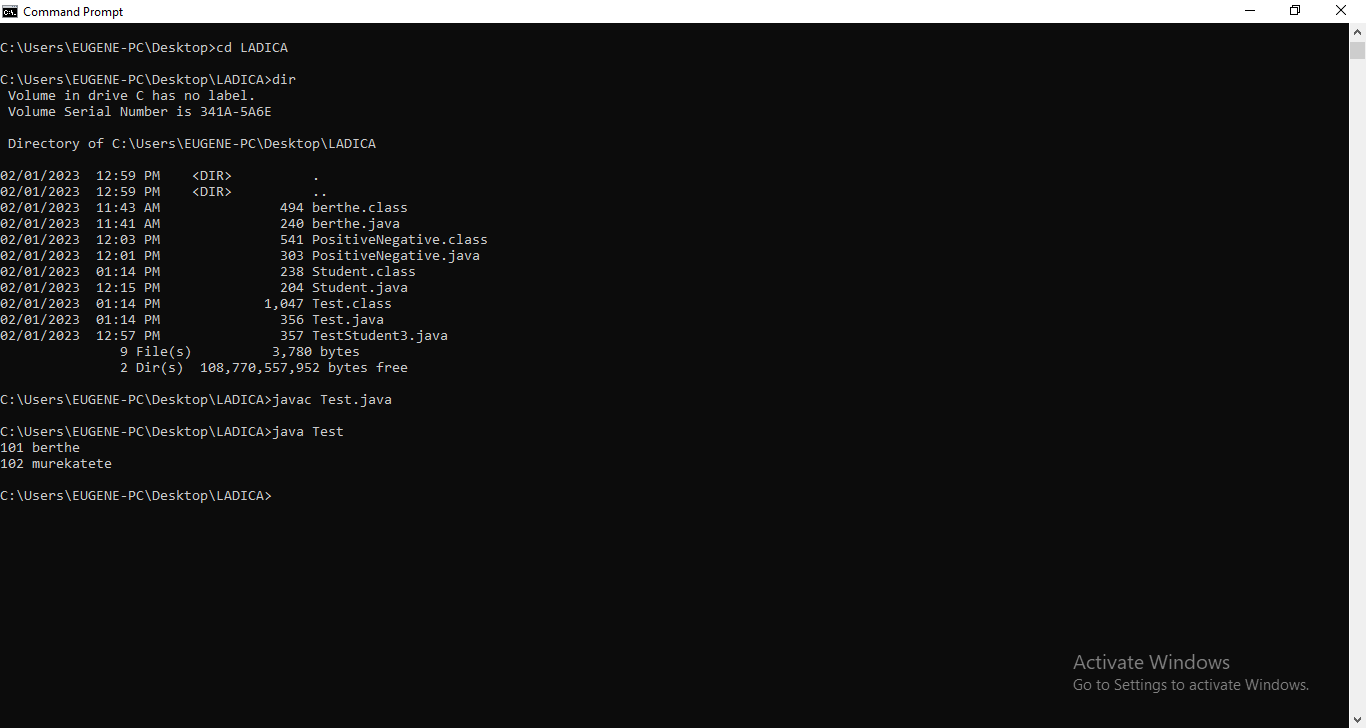 Command Prompt
C:\Users\EUGENE-PC\Desktop>cd LADICA
C:\Users\EUGENE-PC\Desktop\LADICA>dir
 Volume in drive C has no label.
 Volume Serial Number is 341A-5A6E
 Directory of C:\Users\EUGENE-PC\Desktop\LADICA
02/01/2023  12:59 PM    <DIR>          .
02/01/2023  12:59 PM    <DIR>          ..
02/01/2023  11:43 AM               494 berthe.class
02/01/2023  11:41 AM               240 berthe.java
02/01/2023  12:03 PM               541 PositiveNegative.class
02/01/2023  12:01 PM               303 PositiveNegative.java
02/01/2023  01:14 PM               238 Student.class
02/01/2023  12:15 PM               204 Student.java
02/01/2023  01:14 PM             1,047 Test.class
02/01/2023  01:14 PM               356 Test.java
02/01/2023  12:57 PM               357 TestStudent3.java
               9 File(s)          3,780 bytes
               2 Dir(s)  108,770,557,952 bytes free
C:\Users\EUGENE-PC\Desktop\LADICA>javac Test.java
C:\Users\EUGENE-PC\Desktop\LADICA>java Test
101 berthe
102 murekatete
C:\Users\EUGENE-PC\Desktop\LADICA>
Activate Windows
Go to Settings to activate Windows.